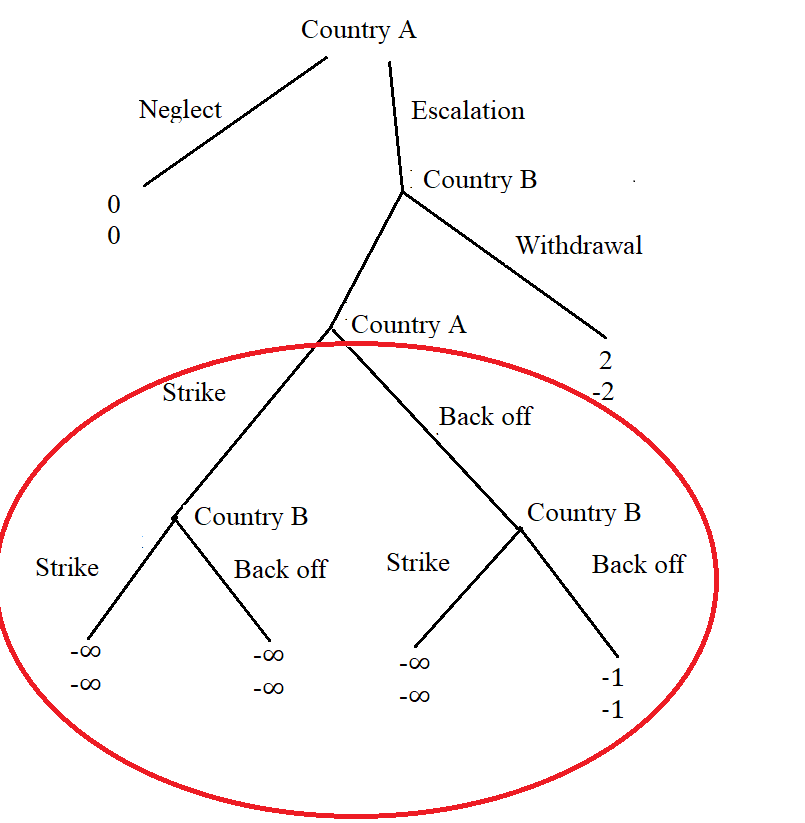 Country A
Neglect
Escalation
0
0
Country B
Withdrawal
Country A
2
-2
Strike
Back off
Country B
Country B
Strike
Back off
Strike
Back off
-∞
-∞
-∞
-∞
-∞
-∞
-1
-1